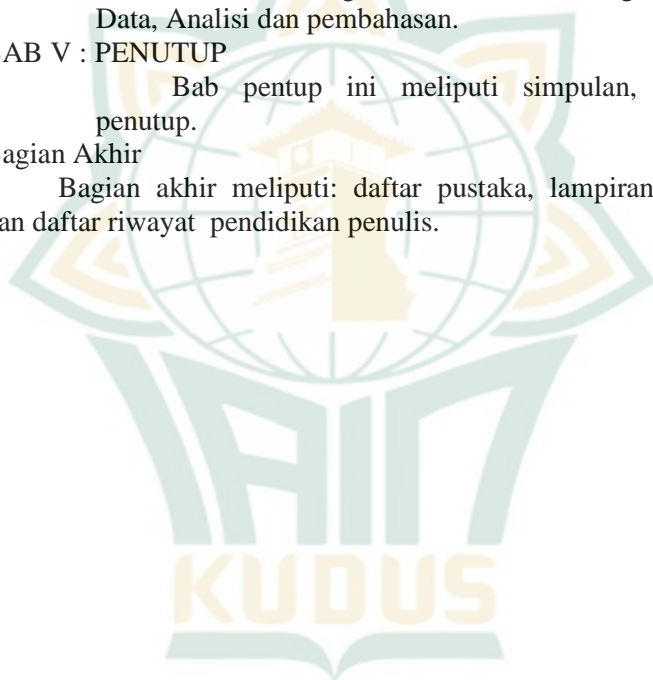 Data, Analisi dan pembahasan.
AB V : PENUTUP
Bab pentup ini meliputi simpulan,
penutup.
agian Akhir
Bagian akhir meliputi: daftar pustaka, lampiran
an daftar riwayat pendidikan penulis.
IAIN
KUDUS